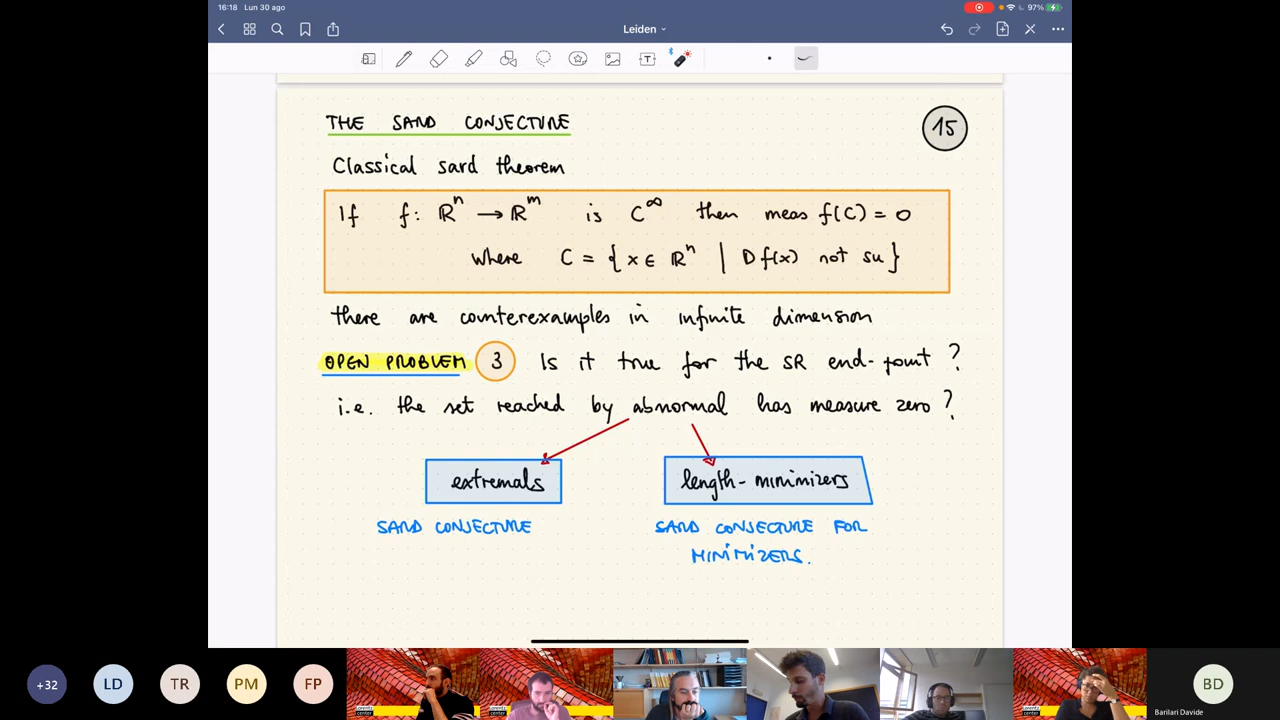 16:18 Lun 30 ago
97%
Leiden
THE SARD CONJECTURE
15
Classical sard theorem
If f: ℝⁿ → ℝᵐ is C^∞ then meas f(C) = 0
where C = { x ∈ ℝⁿ | Df(x) not su }
there are counterexamples in infinite dimension
OPEN PROBLEM 3 Is it true for the SR end-point ?
i.e. the set reached by abnormal has measure zero ?
extremals
length-minimizers
SARD CONJECTURE
SARD CONJECTURE FOR
MINIMIZERS.
+32
LD
TR
PM
FP
BD
Barilari Davide